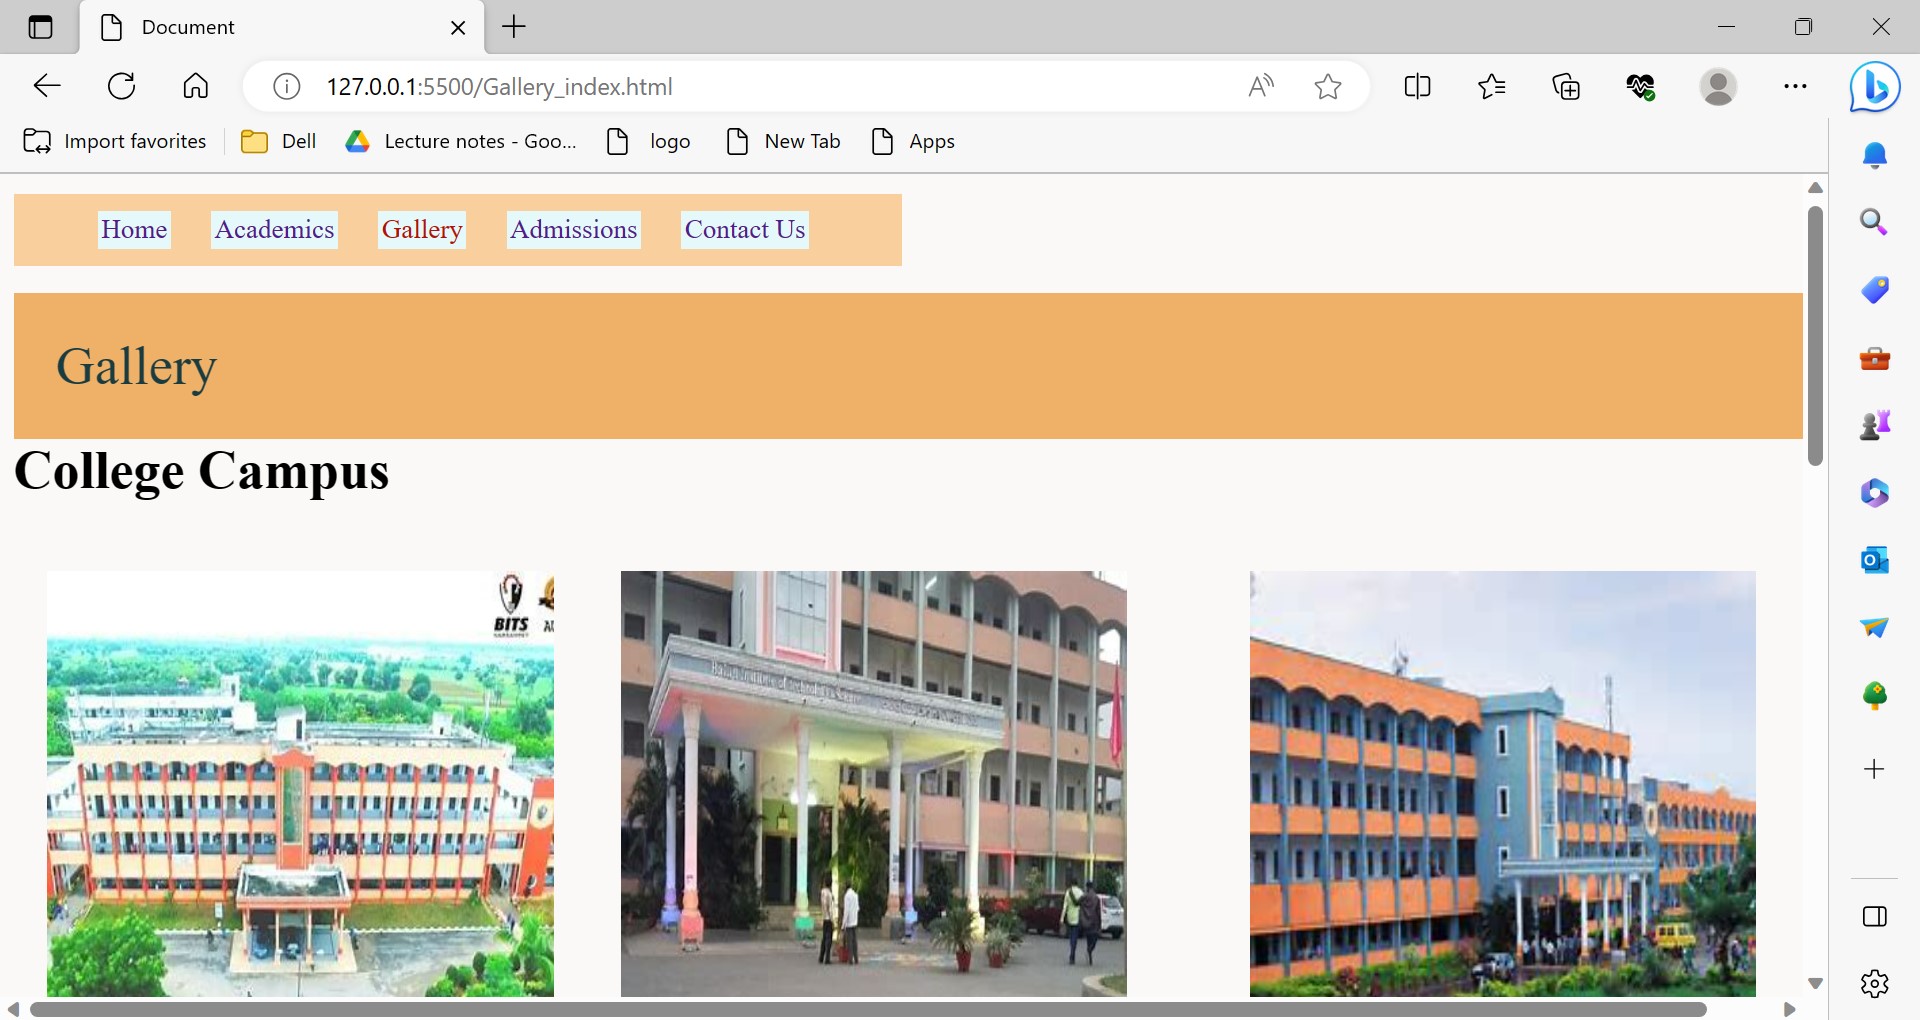 Document
127.0.0.1:5500/Gallery_index.html
Import favorites
Dell
Lecture notes - Goo...
logo
New Tab
Apps
Home
Academics
Gallery
Admissions
Contact Us
Gallery
College Campus
BITS